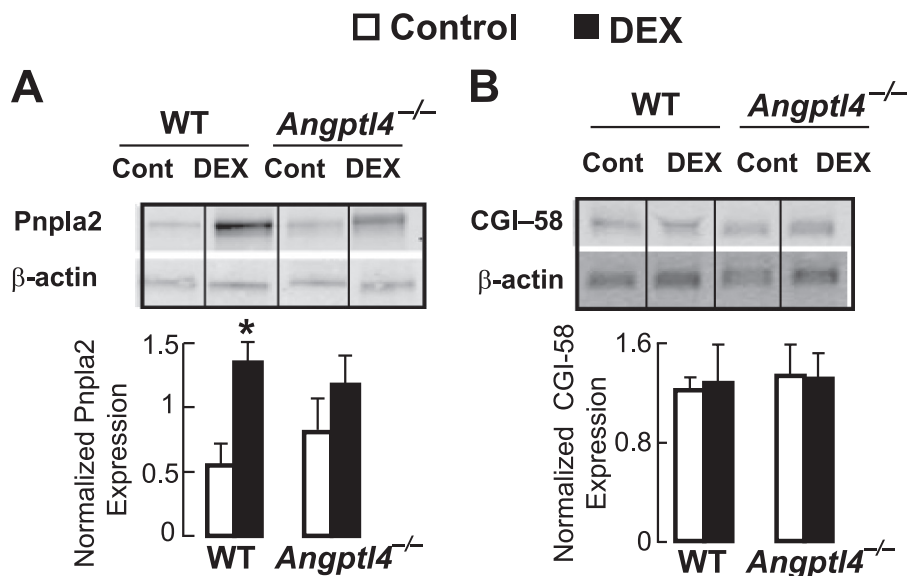 Control DEX
A
WT Angptl4−/−
Cont DEX Cont DEX
Pnpla2
β-actin
Normalized Pnpla2
Expression
1.5
1
0.5
0
*
WT Angptl4−/−
B
WT Angptl4−/−
Cont DEX Cont DEX
CGI–58
β-actin
Normalized CGI-58
Expression
1.6
0.8
0
WT Angptl4−/−